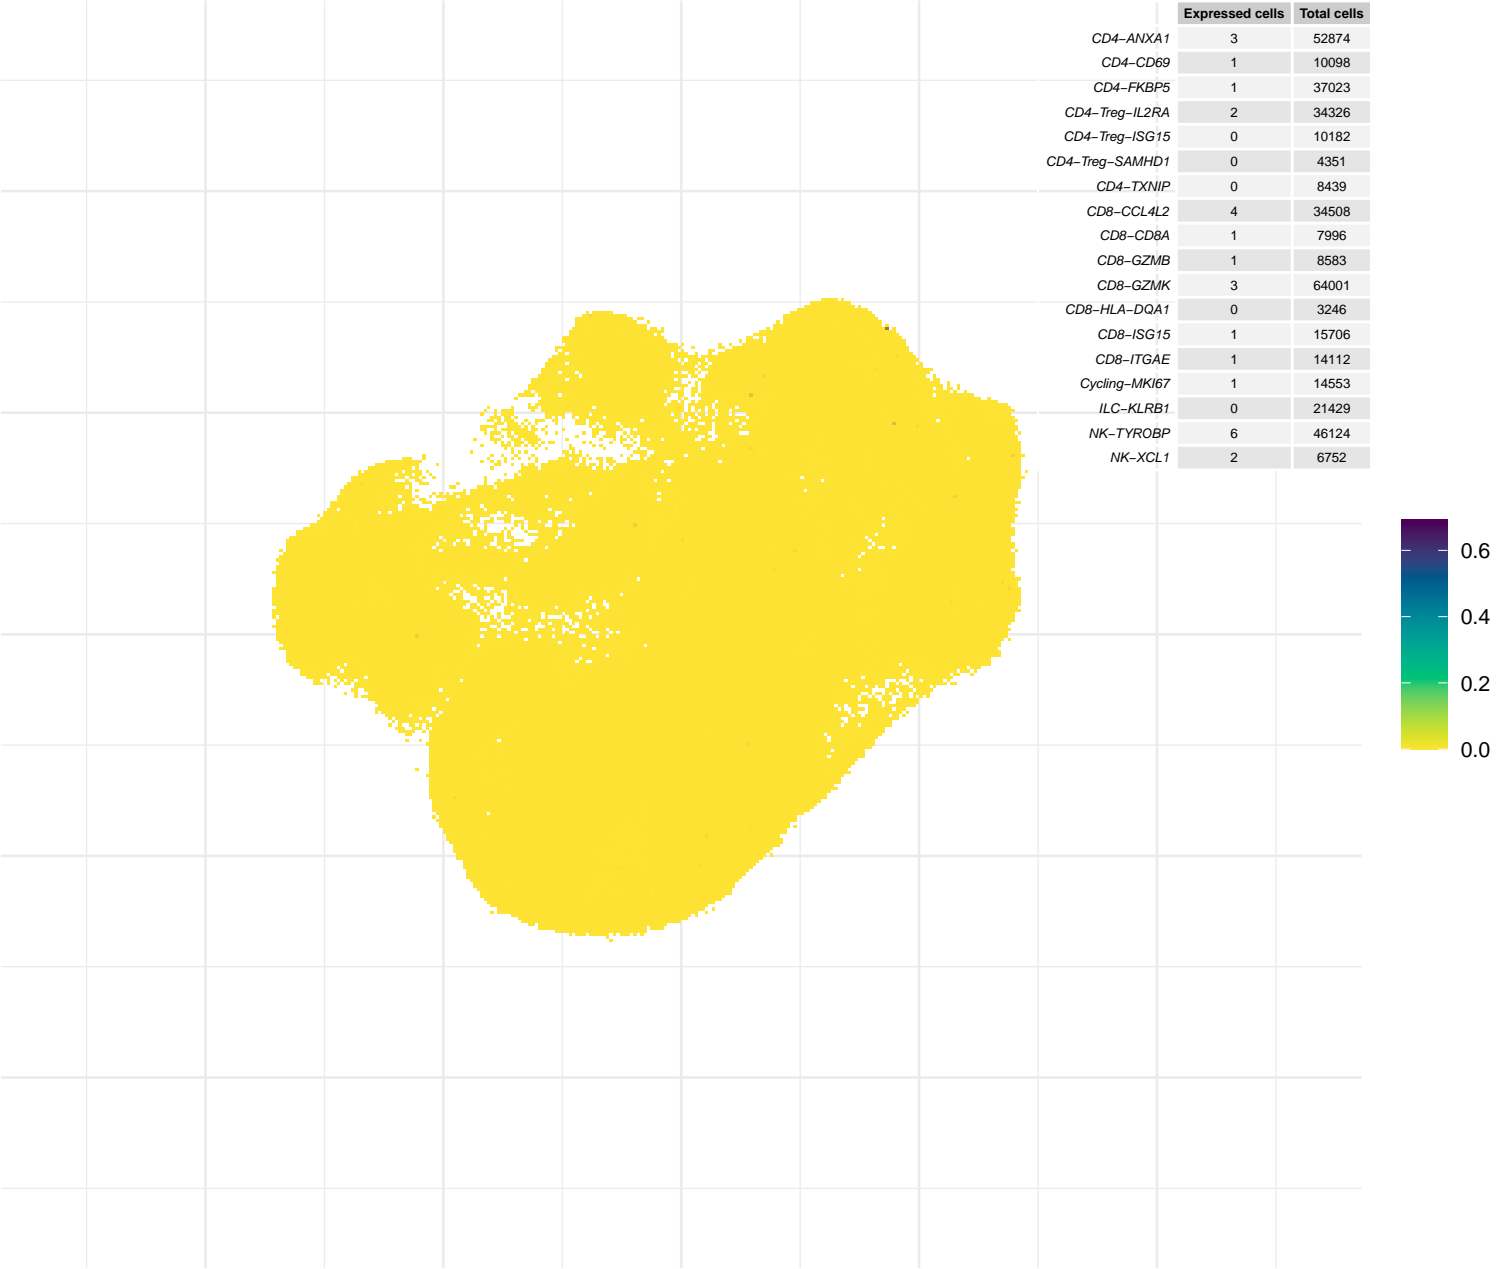 Expressed cells Total cells
CD4−ANXA1 3 52874
CD4−CD69 1 10098
CD4−FKBP5 1 37023
CD4−Treg−IL2RA 2 34326
CD4−Treg−ISG15 0 10182
CD4−Treg−SAMHD1 0 4351
CD4−TXNIP 0 8439
CD8−CCL4L2 4 34508
CD8−CD8A 1 7996
CD8−GZMB 1 8583
CD8−GZMK 3 64001
CD8−HLA−DQA1 0 3246
CD8−ISG15 1 15706
CD8−ITGAE 1 14112
Cycling−MKI67 1 14553
ILC−KLRB1 0 21429
NK−TYROBP 6 46124
NK−XCL1 2 6752
0.6
0.4
0.2
0.0